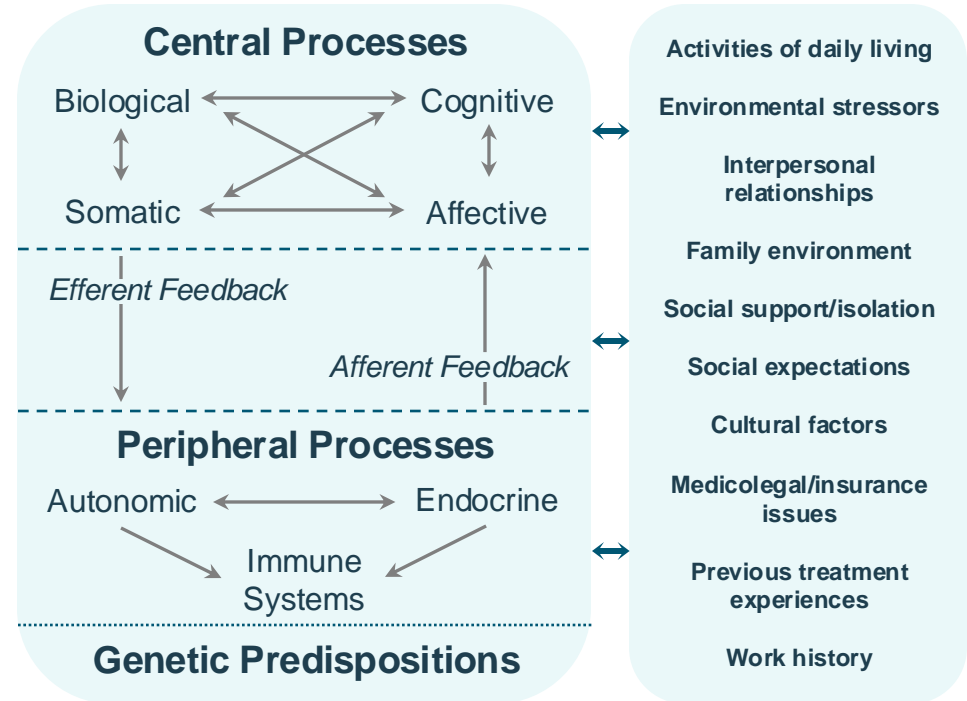 Central Processes
Biological
Cognitive
Somatic
Affective
Efferent Feedback
Afferent Feedback
Peripheral Processes
Autonomic
Endocrine
Immune
Systems
Genetic Predispositions
Activities of daily living
Environmental stressors
Interpersonal
relationships
Family environment
Social support/isolation
Social expectations
Cultural factors
Medicolegal/insurance
issues
Previous treatment
experiences
Work history